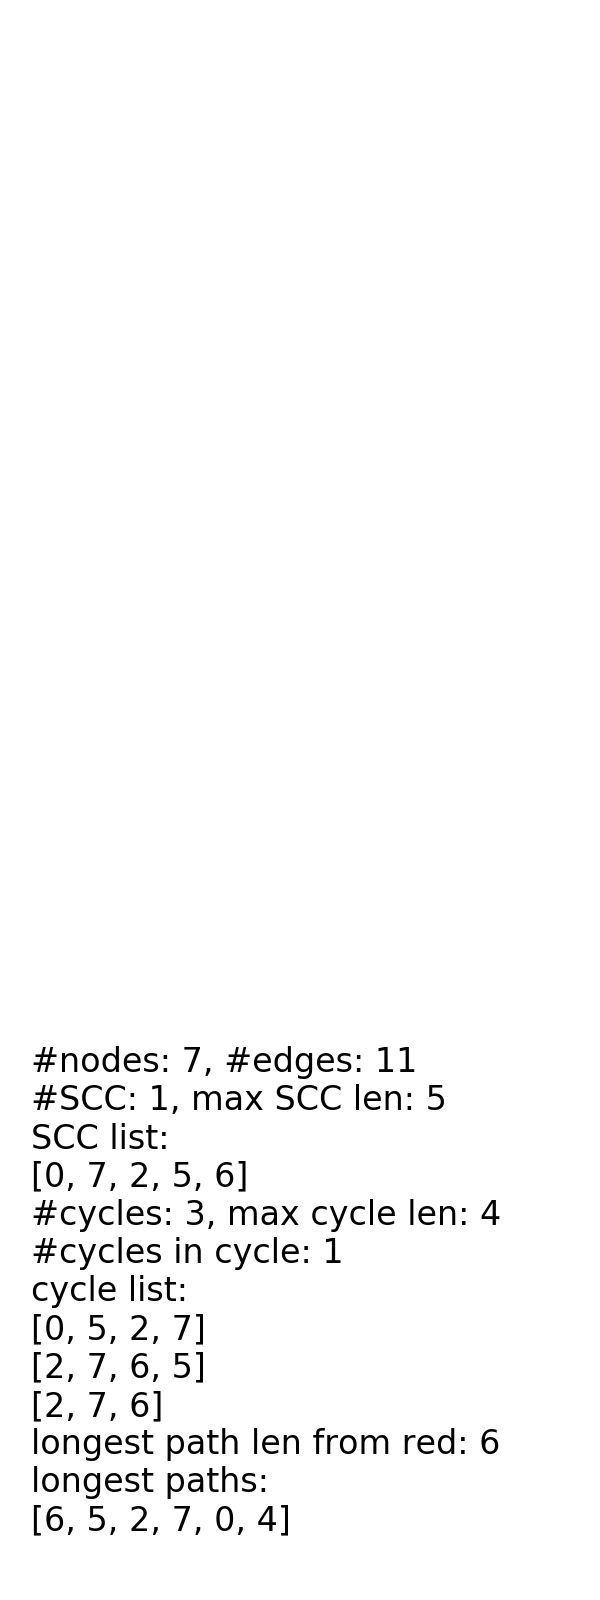 #nodes: 7, #edges: 11
#SCC: 1, max SCC len: 5
SCC list:
[0, 7, 2, 5, 6]
#cycles: 3, max cycle len: 4
#cycles in cycle: 1
cycle list:
[0, 5, 2, 7]
[2, 7, 6, 5]
[2, 7, 6]
longest path len from red: 6
longest paths:
[6, 5, 2, 7, 0, 4]